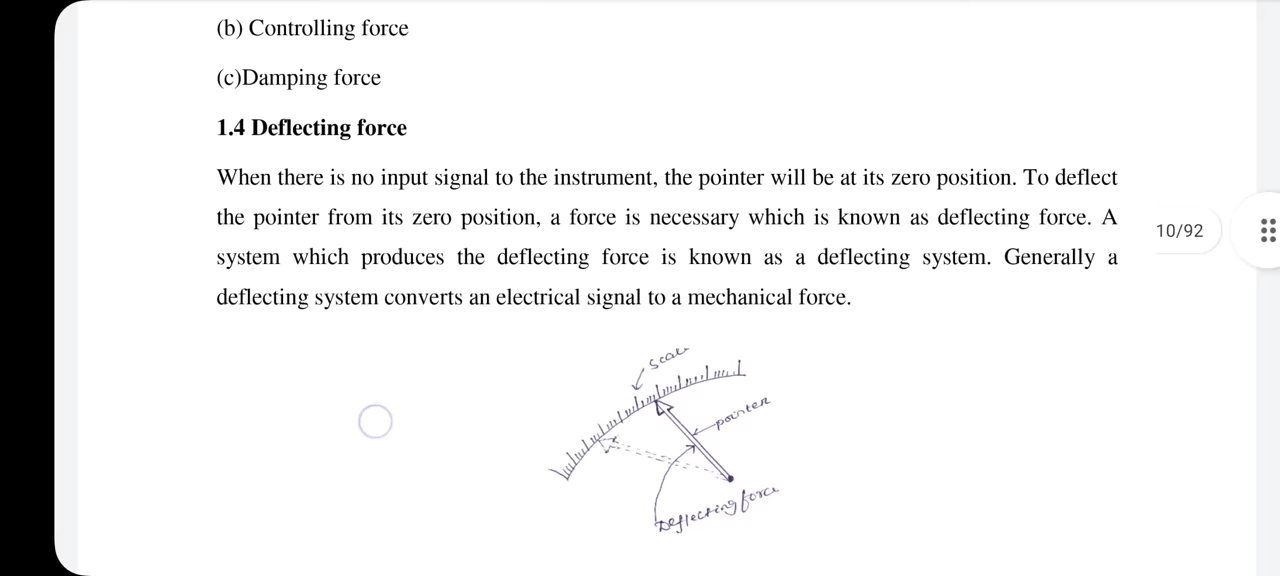 (b) Controlling force
(c)Damping force
1.4 Deflecting force
When there is no input signal to the instrument, the pointer will be at its zero position. To deflect
the pointer from its zero position, a force is necessary which is known as deflecting force. A
system which produces the deflecting force is known as a deflecting system. Generally a
deflecting system converts an electrical signal to a mechanical force.
10/92
pointer
Deflecting force